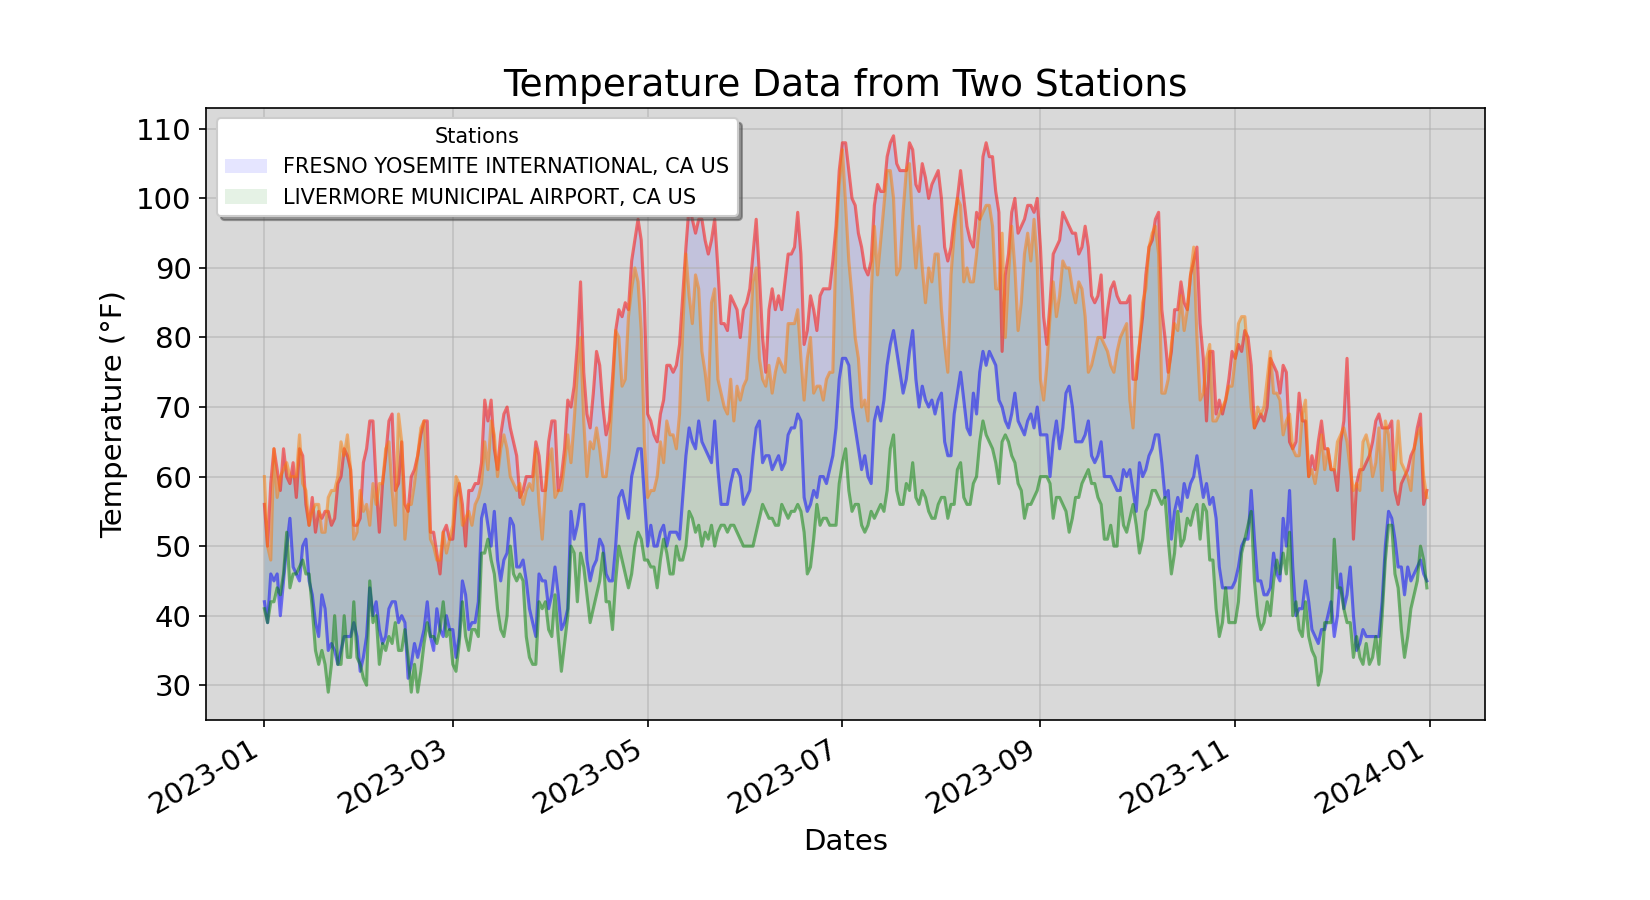 Temperature Data from Two Stations
Stations
FRESNO YOSEMITE INTERNATIONAL, CA US
LIVERMORE MUNICIPAL AIRPORT, CA US
Temperature (°F)
110
100
90
80
70
60
50
40
30
2023-01
2023-03
2023-05
2023-07
2023-09
2023-11
2024-01
Dates